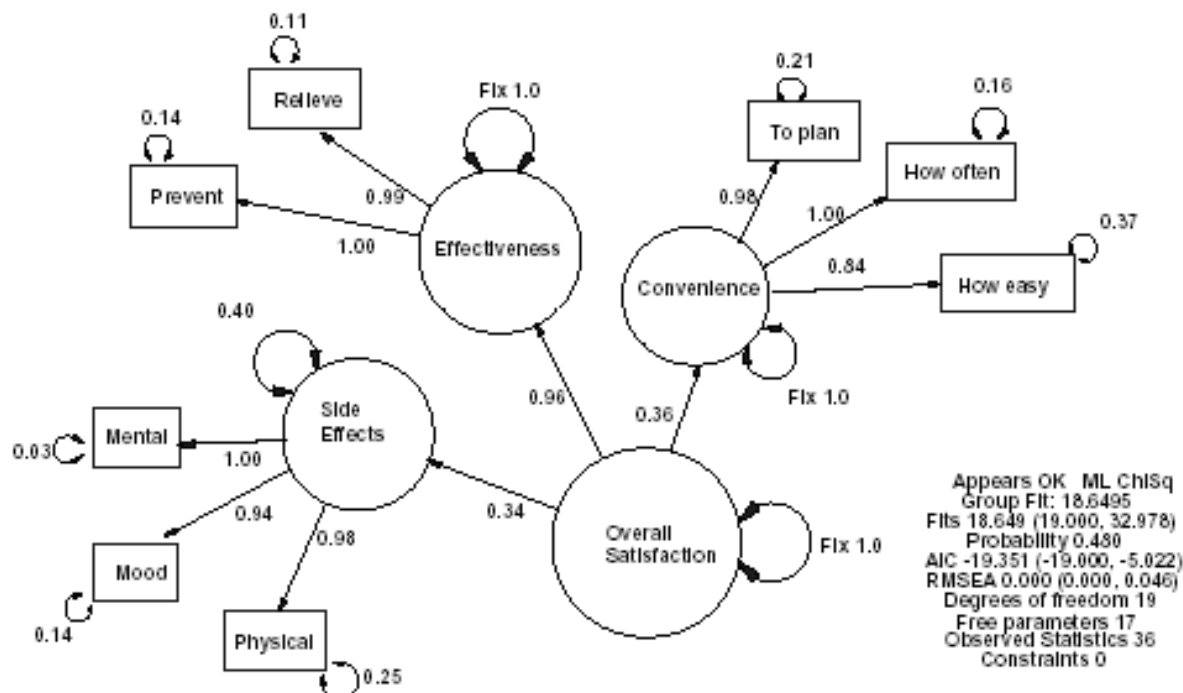 0.11
Relieve
Fix 1.0
0.21
To plan
0.16
How often
0.14
Prevent
0.99
1.00
Effectiveness
0.98
1.00
0.37
Convenience
0.84
How easy
0.40
Fix 1.0
0.96
0.36
Side
Effects
Mental
0.03
1.00
0.34
0.94
0.98
Mood
0.14
Physical
0.25
Overall
Satisfaction
Fix 1.0
Appears OK ML ChiSq
Group Fit: 18.6495
Fits 18.649 (19.000, 32.978)
Probability 0.480
AIC -19.351 (-19.000, -5.022)
RMSEA 0.000 (0.000, 0.046)
Degrees of freedom 19
Free parameters 17
Observed Statistics 36
Constraints 0